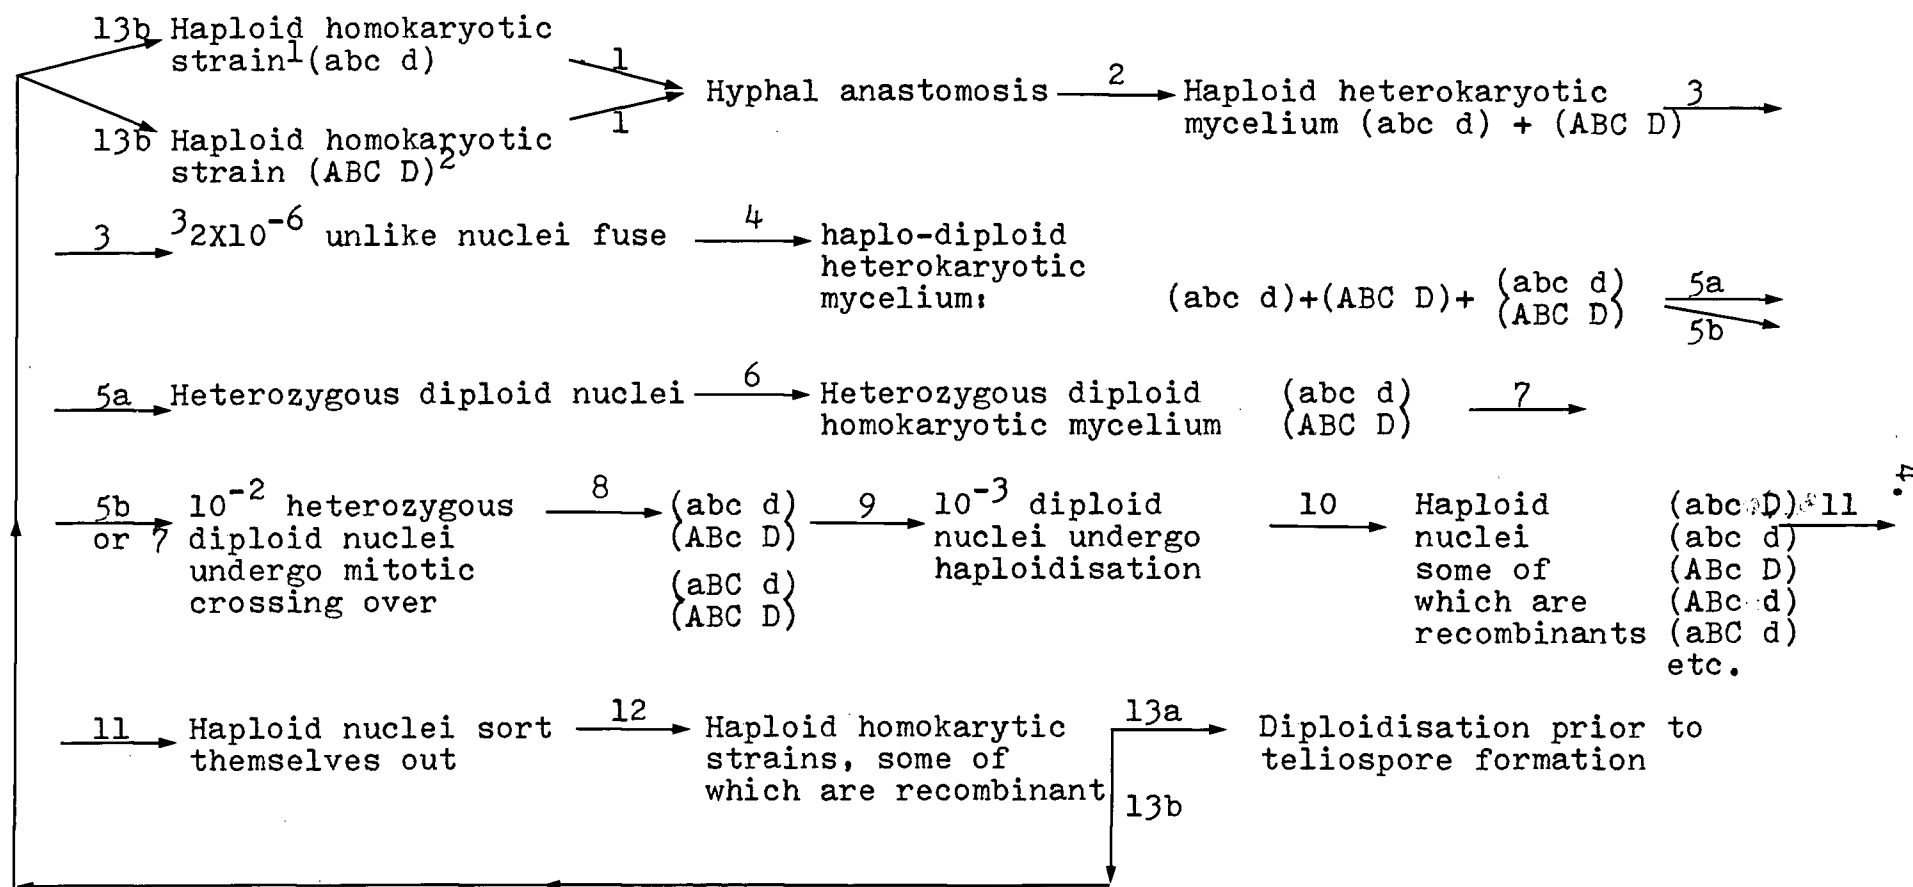 13b Haploid homokaryotic
strain¹(abc d)
1
13b Haploid homokaryotic
strain (ABC D)²
1
Hyphal anastomosis
2
Haploid heterokaryotic
mycelium (abc d) + (ABC D)
3
3
³2X10⁻⁶ unlike nuclei fuse
4
haplo-diploid
heterokaryotic
mycelium:
(abc d)+(ABC D)+ (abc d)
(ABC D)
5a
5b
5a
Heterozygous diploid nuclei
6
Heterozygous diploid
homokaryotic mycelium
(abc d)
(ABC D)
7
5b
or 7
10⁻² heterozygous
diploid nuclei
undergo mitotic
crossing over
8
(abc d)
(ABc D)
(aBC d)
(ABC D)
9
10⁻³ diploid
nuclei undergo
haploidisation
10
Haploid
nuclei
some of
which are
recombinants
(abc D)
(abc d)
(ABc D)
(ABc d)
(aBC d)
etc.
11
4.
11
Haploid nuclei sort
themselves out
12
Haploid homokarytic
strains, some of
which are recombinant
13a
Diploidisation prior to
teliospore formation
13b